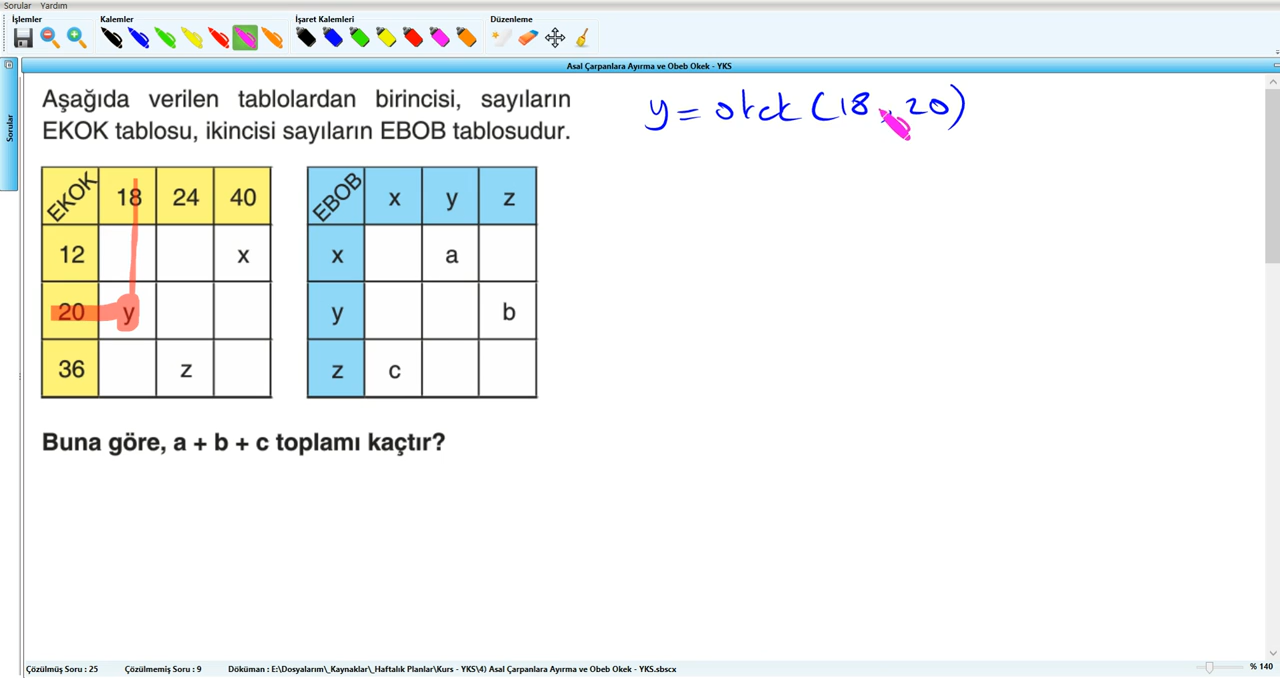 Sorular Yardım
İşlemler Kalemler İşaret Kalemleri Düzenleme
Asal Çarpanlara Ayırma ve Obeb Okek - YKS
Sorular
Aşağıda verilen tablolardan birincisi, sayıların
EKOK tablosu, ikincisi sayıların EBOB tablosudur.
y = okek (18, 20)
EKOK 18 24 40
12 x
20 y
36 z
EBOB x y z
x a
y b
z c
Buna göre, a + b + c toplamı kaçtır?
Çözülmüş Soru : 25 Çözülmemiş Soru : 9 Döküman : E:\Dosyalarım\_Kaynaklar\_Haftalık Planlar\Kurs - YKS\4) Asal Çarpanlara Ayırma ve Obeb Okek - YKS.sbscx % 140